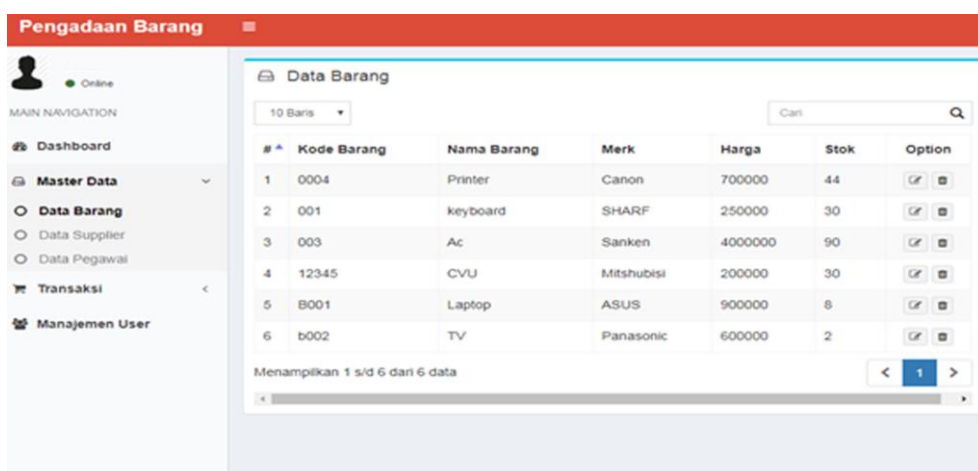 Pengadaan Barang
Online
MAIN NAVIGATION
Dashboard
Master Data
Data Barang
Data Supplier
Data Pegawai
Transaksi
Manajemen User
Data Barang
10 Baris
Cari
# Kode Barang Nama Barang Merk Harga Stok Option
1 0004 Printer Canon 700000 44
2 001 keyboard SHARF 250000 30
3 003 Ac Sanken 4000000 90
4 12345 CVU Mitshubisi 200000 30
5 B001 Laptop ASUS 900000 8
6 b002 TV Panasonic 600000 2
Menampilkan 1 s/d 6 dari 6 data
< 1 >